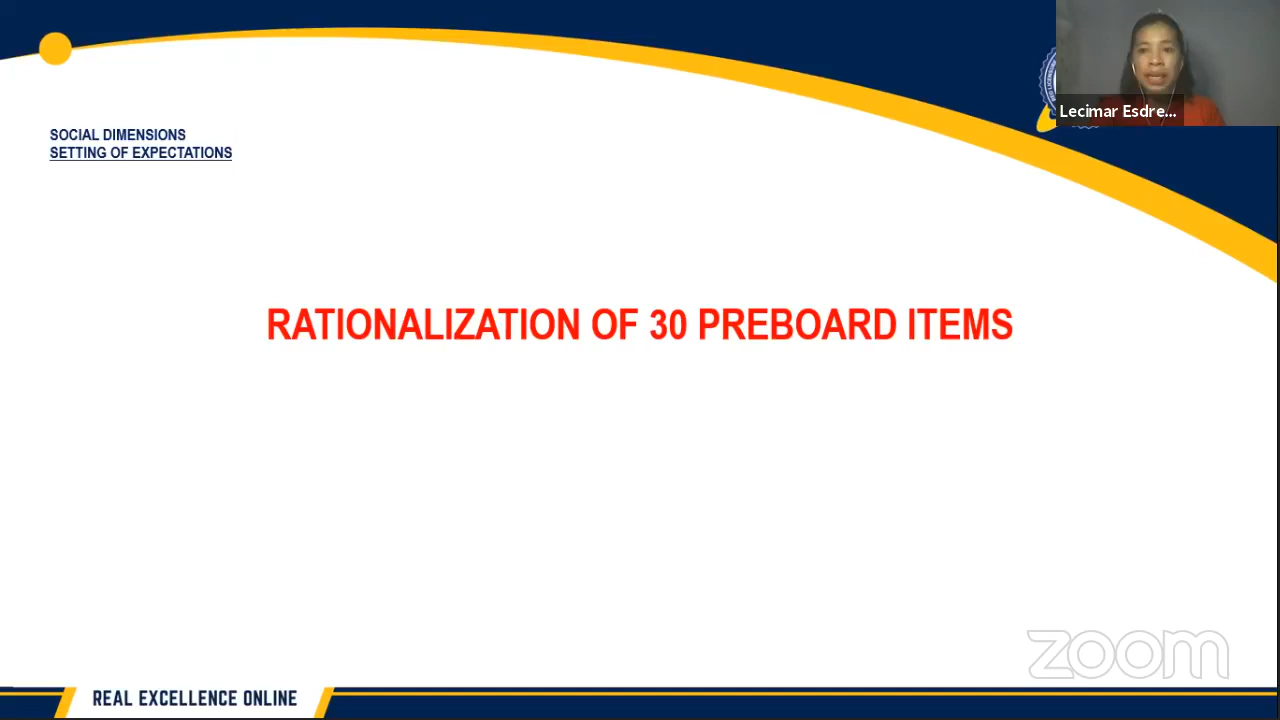 Lecimar Esdre...
SOCIAL DIMENSIONS
SETTING OF EXPECTATIONS
RATIONALIZATION OF 30 PREBOARD ITEMS
zoom
REAL EXCELLENCE ONLINE